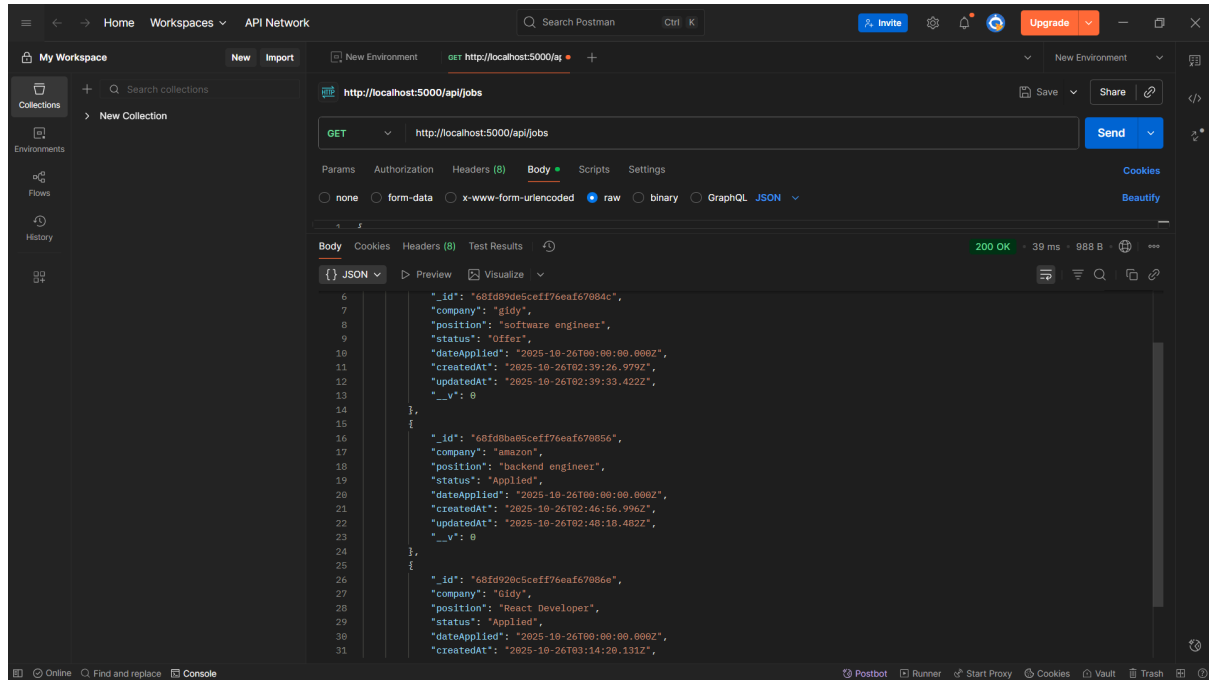 Home Workspaces API Network Search Postman Ctrl K Invite Upgrade
My Workspace New Import New Environment GET http://localhost:5000/ap New Environment
Collections
Environments
Flows
History
Search collections
New Collection
HTTP http://localhost:5000/api/jobs Save Share
GET http://localhost:5000/api/jobs Send
Params Authorization Headers (8) Body Scripts Settings Cookies
none form-data x-www-form-urlencoded raw binary GraphQL JSON Beautify
1 {
Body Cookies Headers (8) Test Results 200 OK 39 ms 988 B
{} JSON Preview Visualize
6 "_id": "68fd89de5ceff76eaf67084c",
7 "company": "gidy",
8 "position": "software engineer",
9 "status": "Offer",
10 "dateApplied": "2025-10-26T00:00:00.000Z",
11 "createdAt": "2025-10-26T02:39:26.979Z",
12 "updatedAt": "2025-10-26T02:39:33.422Z",
13 "__v": 0
14 },
15 {
16 "_id": "68fd8ba05ceff76eaf670856",
17 "company": "amazon",
18 "position": "backend engineer",
19 "status": "Applied",
20 "dateApplied": "2025-10-26T00:00:00.000Z",
21 "createdAt": "2025-10-26T02:46:56.996Z",
22 "updatedAt": "2025-10-26T02:48:18.482Z",
23 "__v": 0
24 },
25 {
26 "_id": "68fd920c5ceff76eaf67086e",
27 "company": "Gidy",
28 "position": "React Developer",
29 "status": "Applied",
30 "dateApplied": "2025-10-26T00:00:00.000Z",
31 "createdAt": "2025-10-26T03:14:20.131Z",
Online Find and replace Console Postbot Runner Start Proxy Cookies Vault Trash